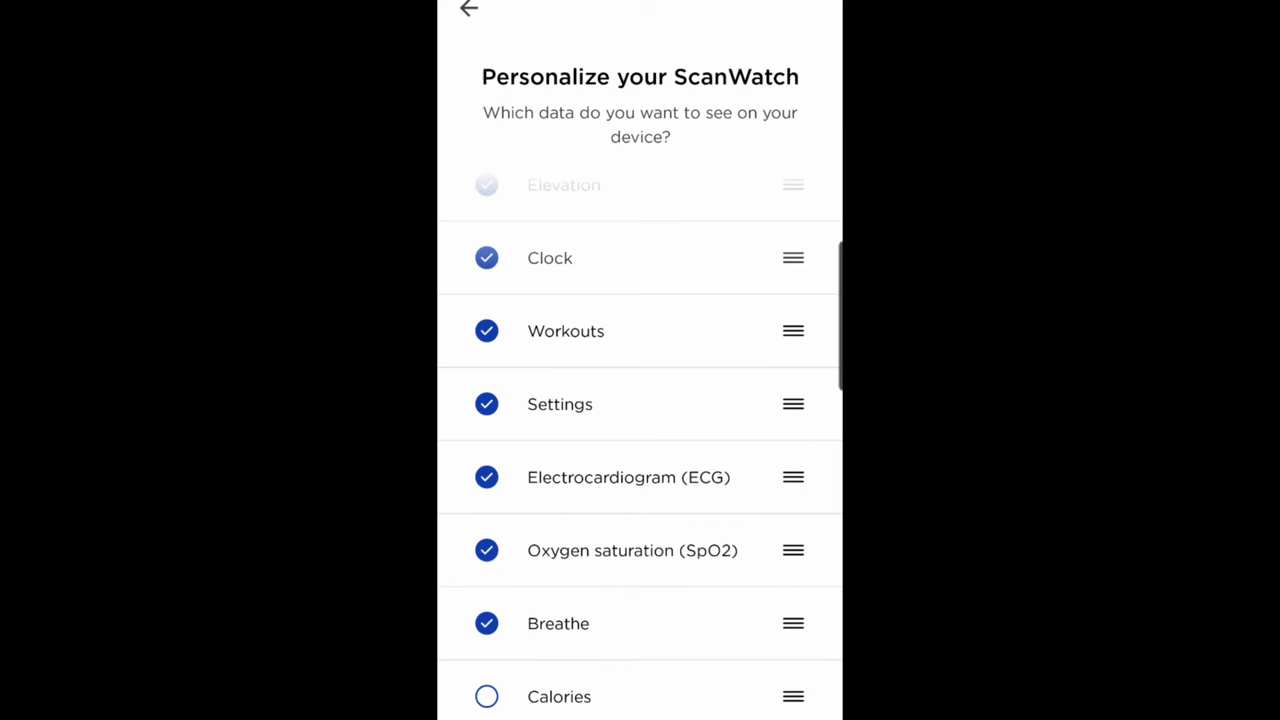 Personalize your ScanWatch
Which data do you want to see on your
device?
Elevation
Clock
Workouts
Settings
Electrocardiogram (ECG)
Oxygen saturation (SpO2)
Breathe
Calories